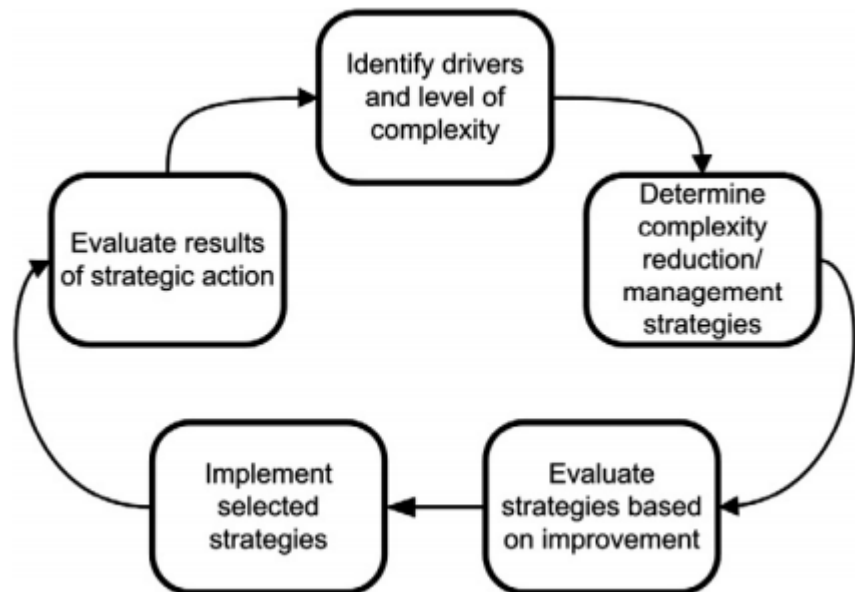 Identify drivers
and level of
complexity
Determine
complexity
reduction/
management
strategies
Evaluate
strategies based
on improvement
Implement
selected
strategies
Evaluate results
of strategic action